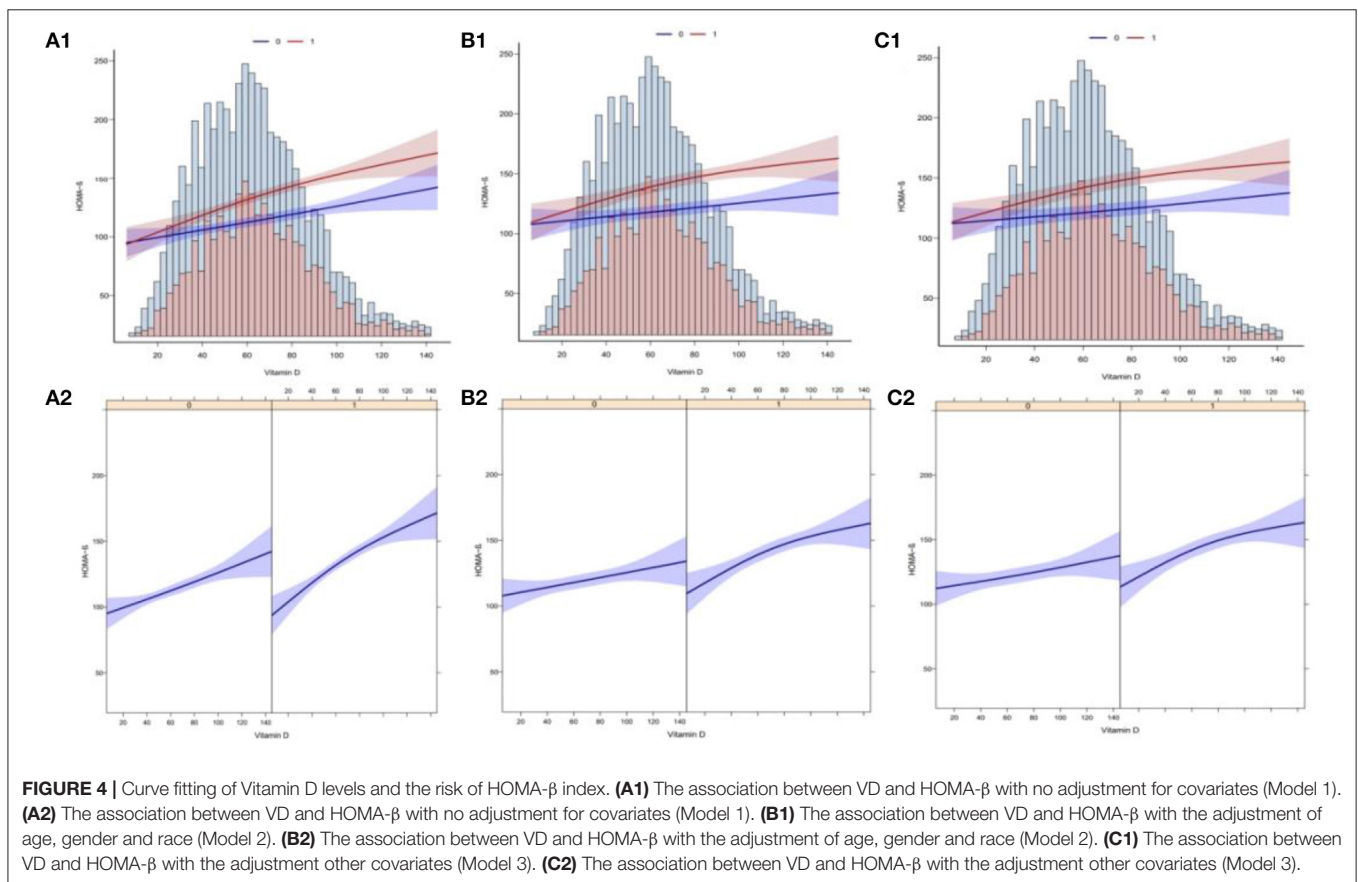 A1
0 1
250
200
150
100
50
HOMA-β
20 40 60 80 100 120 140
Vitamin D
B1
0 1
250
200
150
100
50
HOMA-β
20 40 60 80 100 120 140
Vitamin D
C1
0 1
250
200
150
100
50
HOMA-β
20 40 60 80 100 120 140
Vitamin D
A2
20 40 60 80 100 120 140
0 1
200
150
100
50
HOMA-β
20 40 60 80 100 120 140
Vitamin D
B2
20 40 60 80 100 120 140
0 1
200
150
100
50
HOMA-β
20 40 60 80 100 120 140
Vitamin D
C2
20 40 60 80 100 120 140
0 1
200
150
100
50
HOMA-β
20 40 60 80 100 120 140
Vitamin D
FIGURE 4 | Curve fitting of Vitamin D levels and the risk of HOMA-β index. (A1) The association between VD and HOMA-β with no adjustment for covariates (Model 1).
(A2) The association between VD and HOMA-β with no adjustment for covariates (Model 1). (B1) The association between VD and HOMA-β with the adjustment of
age, gender and race (Model 2). (B2) The association between VD and HOMA-β with the adjustment of age, gender and race (Model 2). (C1) The association between
VD and HOMA-β with the adjustment other covariates (Model 3). (C2) The association between VD and HOMA-β with the adjustment other covariates (Model 3).